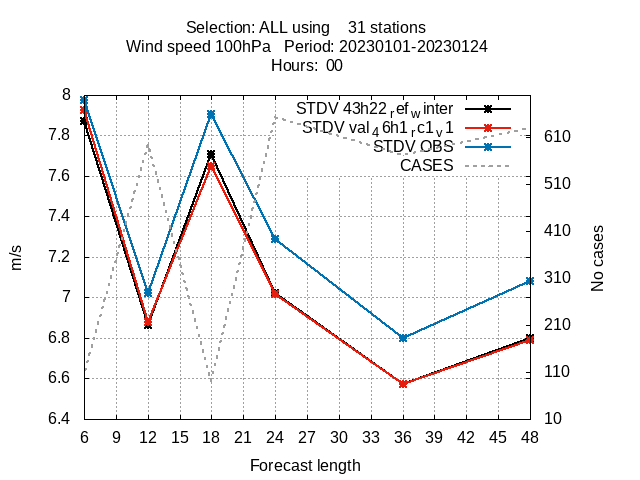 Selection: ALL using 31 stations
Wind speed 100hPa Period: 20230101-20230124
Hours: 00
STDV 43h22_ref_winter
STDV val_46h1_rc1_v1
STDV OBS
CASES
8
7.8
7.6
7.4
7.2
7
6.8
6.6
6.4
m/s
610
510
410
310
210
110
10
No cases
6 9 12 15 18 21 24 27 30 33 36 39 42 45 48
Forecast length